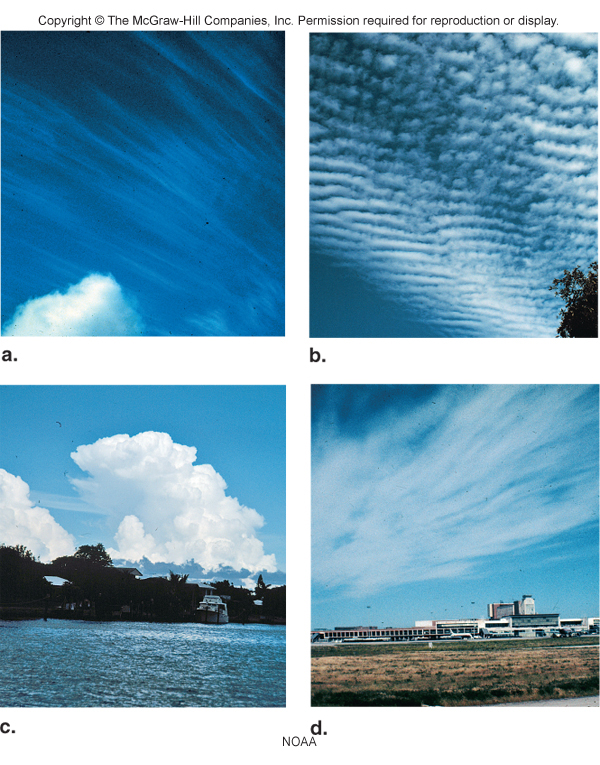 Copyright © The McGraw-Hill Companies, Inc. Permission required for reproduction or display.
a.
b.
c.
d.
NOAA